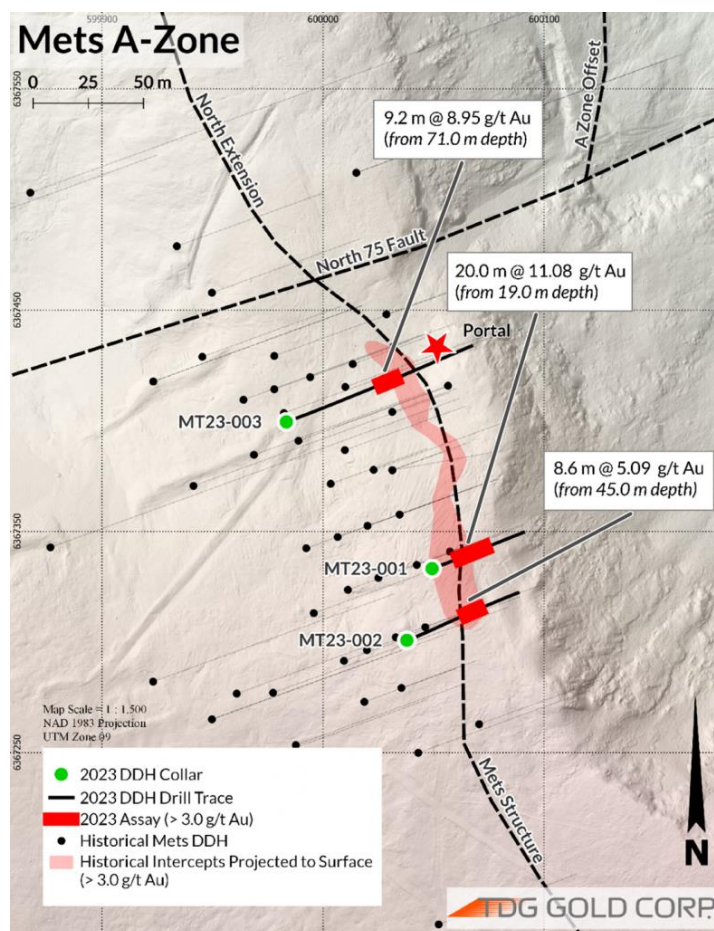 599900
600000
600100
Mets A-Zone
0 25 50 m
6367550
North Extension
A Zone Offset
9.2 m @ 8.95 g/t Au
(from 71.0 m depth)
North 75 Fault
20.0 m @ 11.08 g/t Au
(from 19.0 m depth)
6367450
Portal
MT23-003
8.6 m @ 5.09 g/t Au
(from 45.0 m depth)
6367350
MT23-001
MT23-002
Map Scale = 1 : 1,500
NAD 1983 Projection
UTM Zone 09
6367250
2023 DDH Collar
2023 DDH Drill Trace
2023 Assay (> 3.0 g/t Au)
Historical Mets DDH
Historical Intercepts Projected to Surface
(> 3.0 g/t Au)
Mets Structure
N
TDG GOLD CORP.